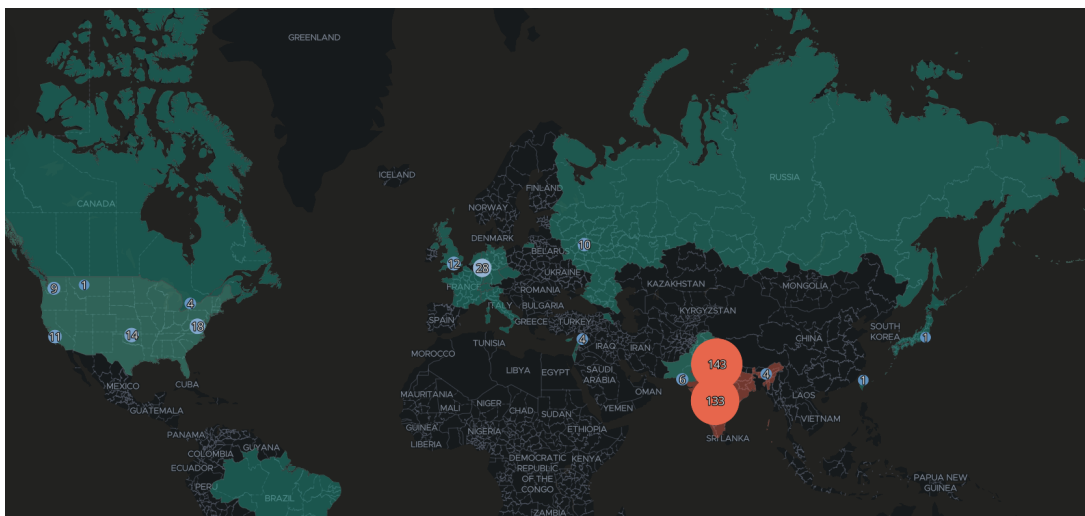 GREENLAND
ICELAND
RUSSIA
FINLAND
NORWAY
CANADA
DENMARK
BELARUS
10
12
28
UKRAINE
9
1
FRANCE
KAZAKHSTAN
MONGOLIA
ROMANIA
4
ITALY
BULGARIA
KYRGYZSTAN
SPAIN
GREECE
TURKEY
18
SOUTH
KOREA
11
14
4
CHINA
1
TUNISIA
IRAQ
IRAN
MOROCCO
143
LIBYA
EGYPT
SAUDI
ARABIA
6
4
1
MEXICO
CUBA
OMAN
MAURITANIA
LAOS
133
MALI
NIGER
CHAD
SUDAN
YEMEN
GUATEMALA
VIETNAM
GUINEA
NIGERIA
ETHIOPIA
PANAMA
LIBERIA
SRI LANKA
GUYANA
COLOMBIA
DEMOCRATIC
REPUBLIC
OF THE
CONGO
KENYA
ECUADOR
PERU
PAPUA NEW
GUINEA
BRAZIL
ZAMBIA